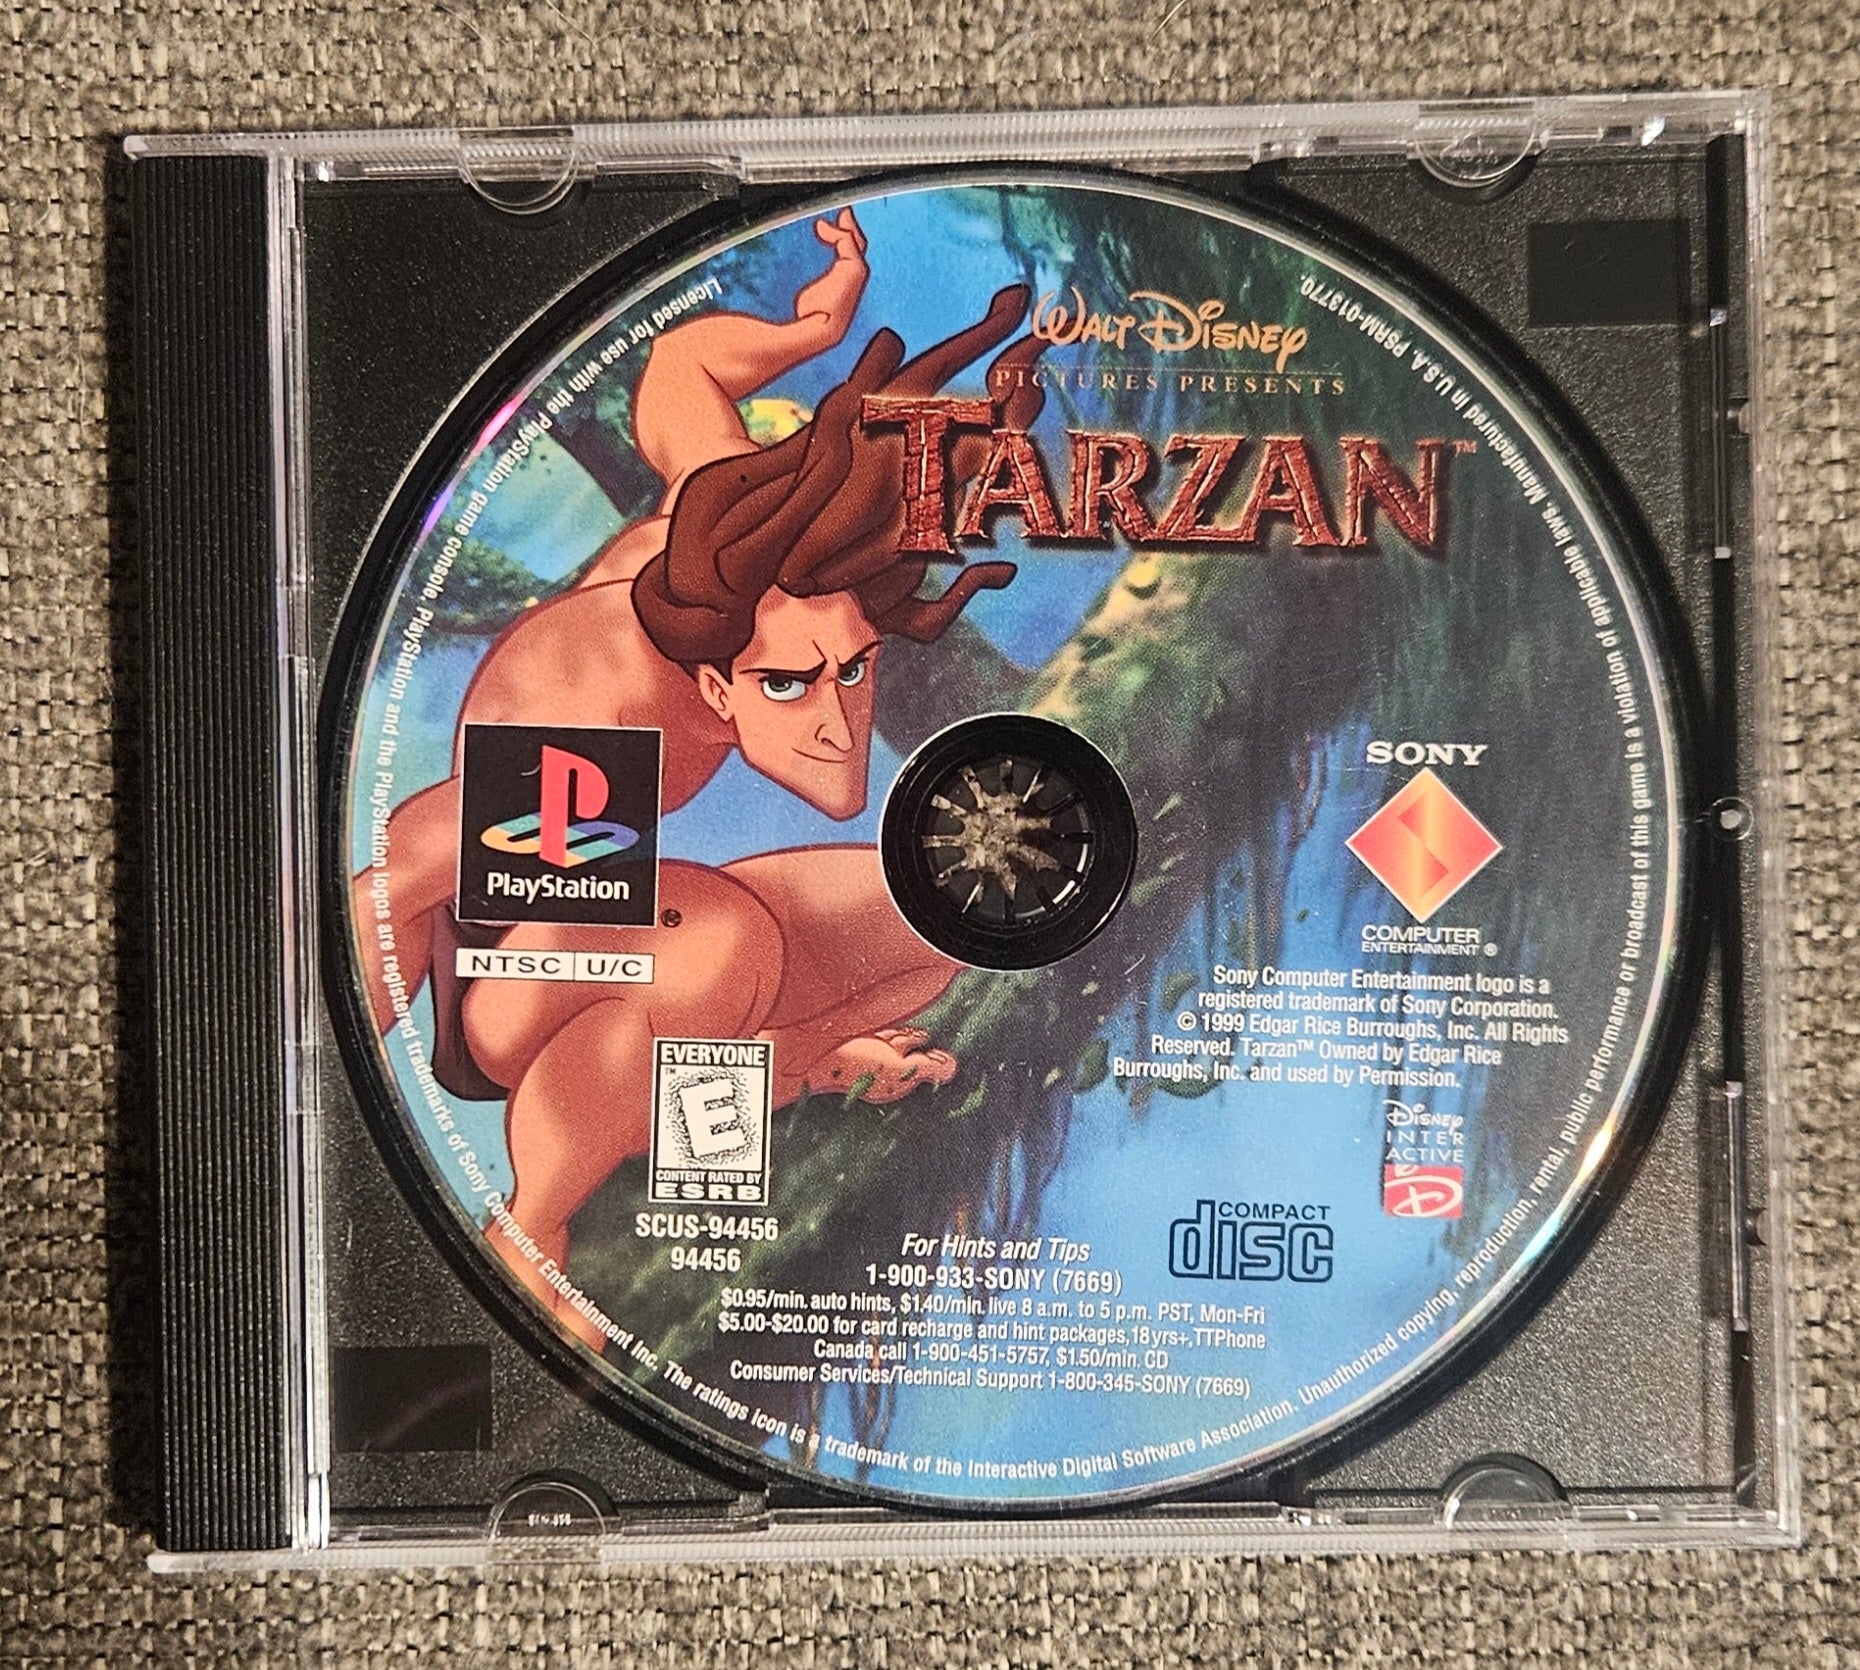 WALT DISNEY
PICTURES PRESENTS
TARZAN™
PlayStation
®
NTSC U/C
SONY
COMPUTER
ENTERTAINMENT ®
Sony Computer Entertainment logo is a
registered trademark of Sony Corporation.
© 1999 Edgar Rice Burroughs, Inc. All Rights
Reserved. Tarzan™ Owned by Edgar Rice
Burroughs, Inc. and used by Permission.
EVERYONE
™
E
CONTENT RATED BY
ESRB
SCUS-94456
94456
DISNEY
INTER
ACTIVE
D
COMPACT
disc
For Hints and Tips
1-900-933-SONY (7669)
$0.95/min. auto hints, $1.40/min. live 8 a.m. to 5 p.m. PST, Mon-Fri
$5.00-$20.00 for card recharge and hint packages,18 yrs+,TTPhone
Canada call 1-900-451-5757, $1.50/min. CD
Consumer Services/Technical Support 1-800-345-SONY (7669)
Licensed for use with the PlayStation game console. PlayStation and the PlayStation logos are registered trademarks of Sony Computer Entertainment Inc. The ratings icon is a trademark of the Interactive Digital Software Association. Unauthorized copying, reproduction, rental, public performance or broadcast of this game is a violation of applicable laws. Manufactured in U.S.A. PSRM-013770